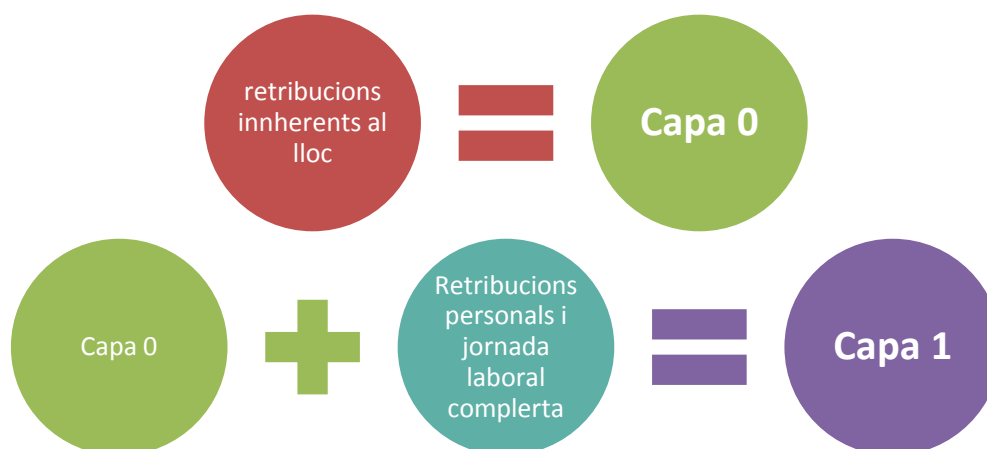 retribucions
innherents al
lloc
Capa 0
Capa 0
Retribucions
personals i
jornada
laboral
complerta
Capa 1